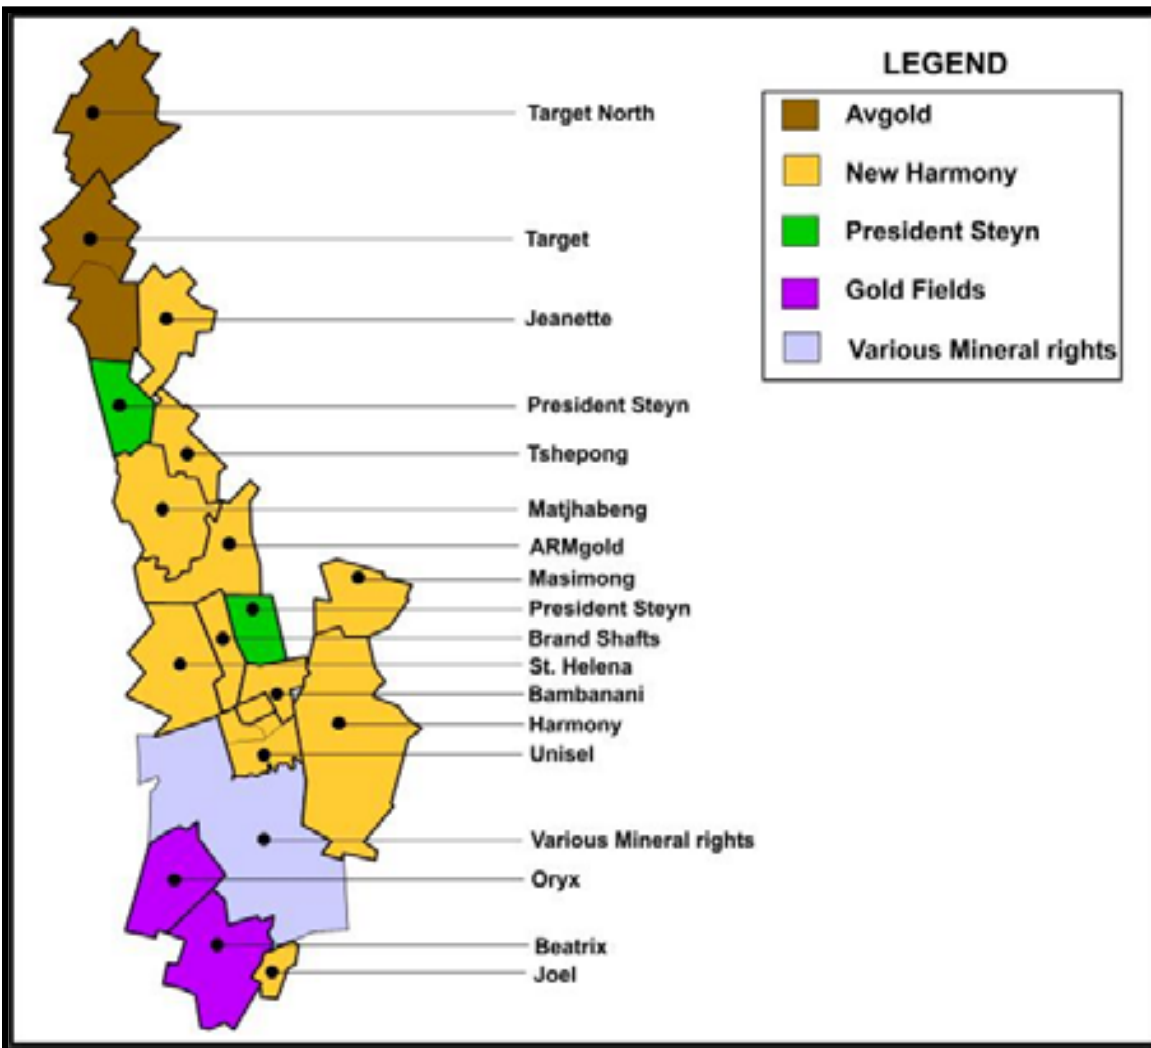 LEGEND
Avgold
New Harmony
President Steyn
Gold Fields
Various Mineral rights
Target North
Target
Jeanette
President Steyn
Tshepong
Matjhabeng
ARMgold
Masimong
President Steyn
Brand Shafts
St. Helena
Bambanani
Harmony
Unisel
Various Mineral rights
Oryx
Beatrix
Joel